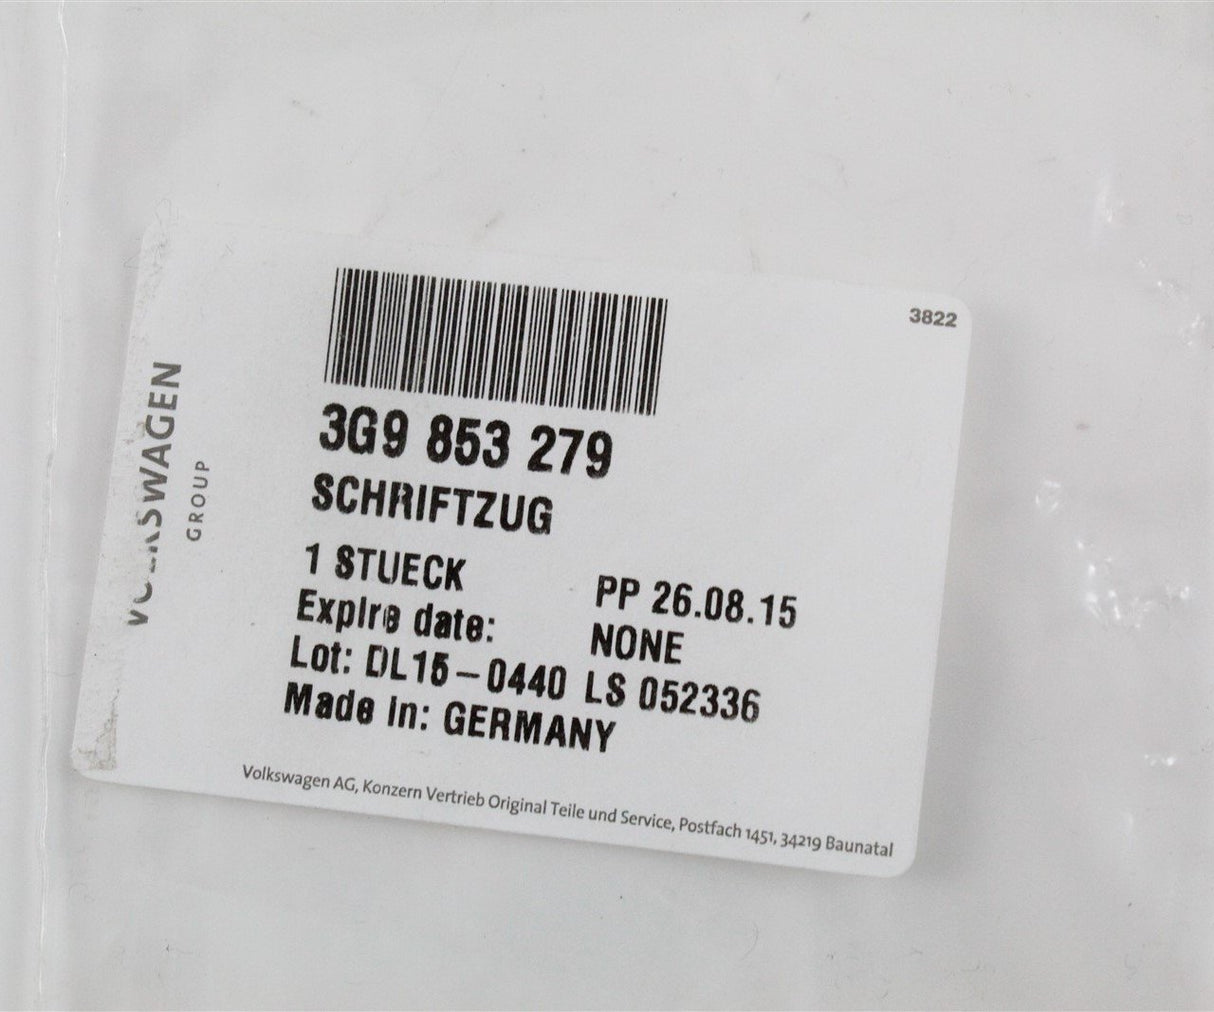 3822
VOLKSWAGEN
GROUP
3G9 853 279
SCHRIFTZUG
1 STUECK PP 26.08.15
Expire date: NONE
Lot: DL15-0440 LS 052336
Made in: GERMANY
Volkswagen AG, Konzern Vertrieb Original Teile und Service, Postfach 1451, 34219 Baunatal